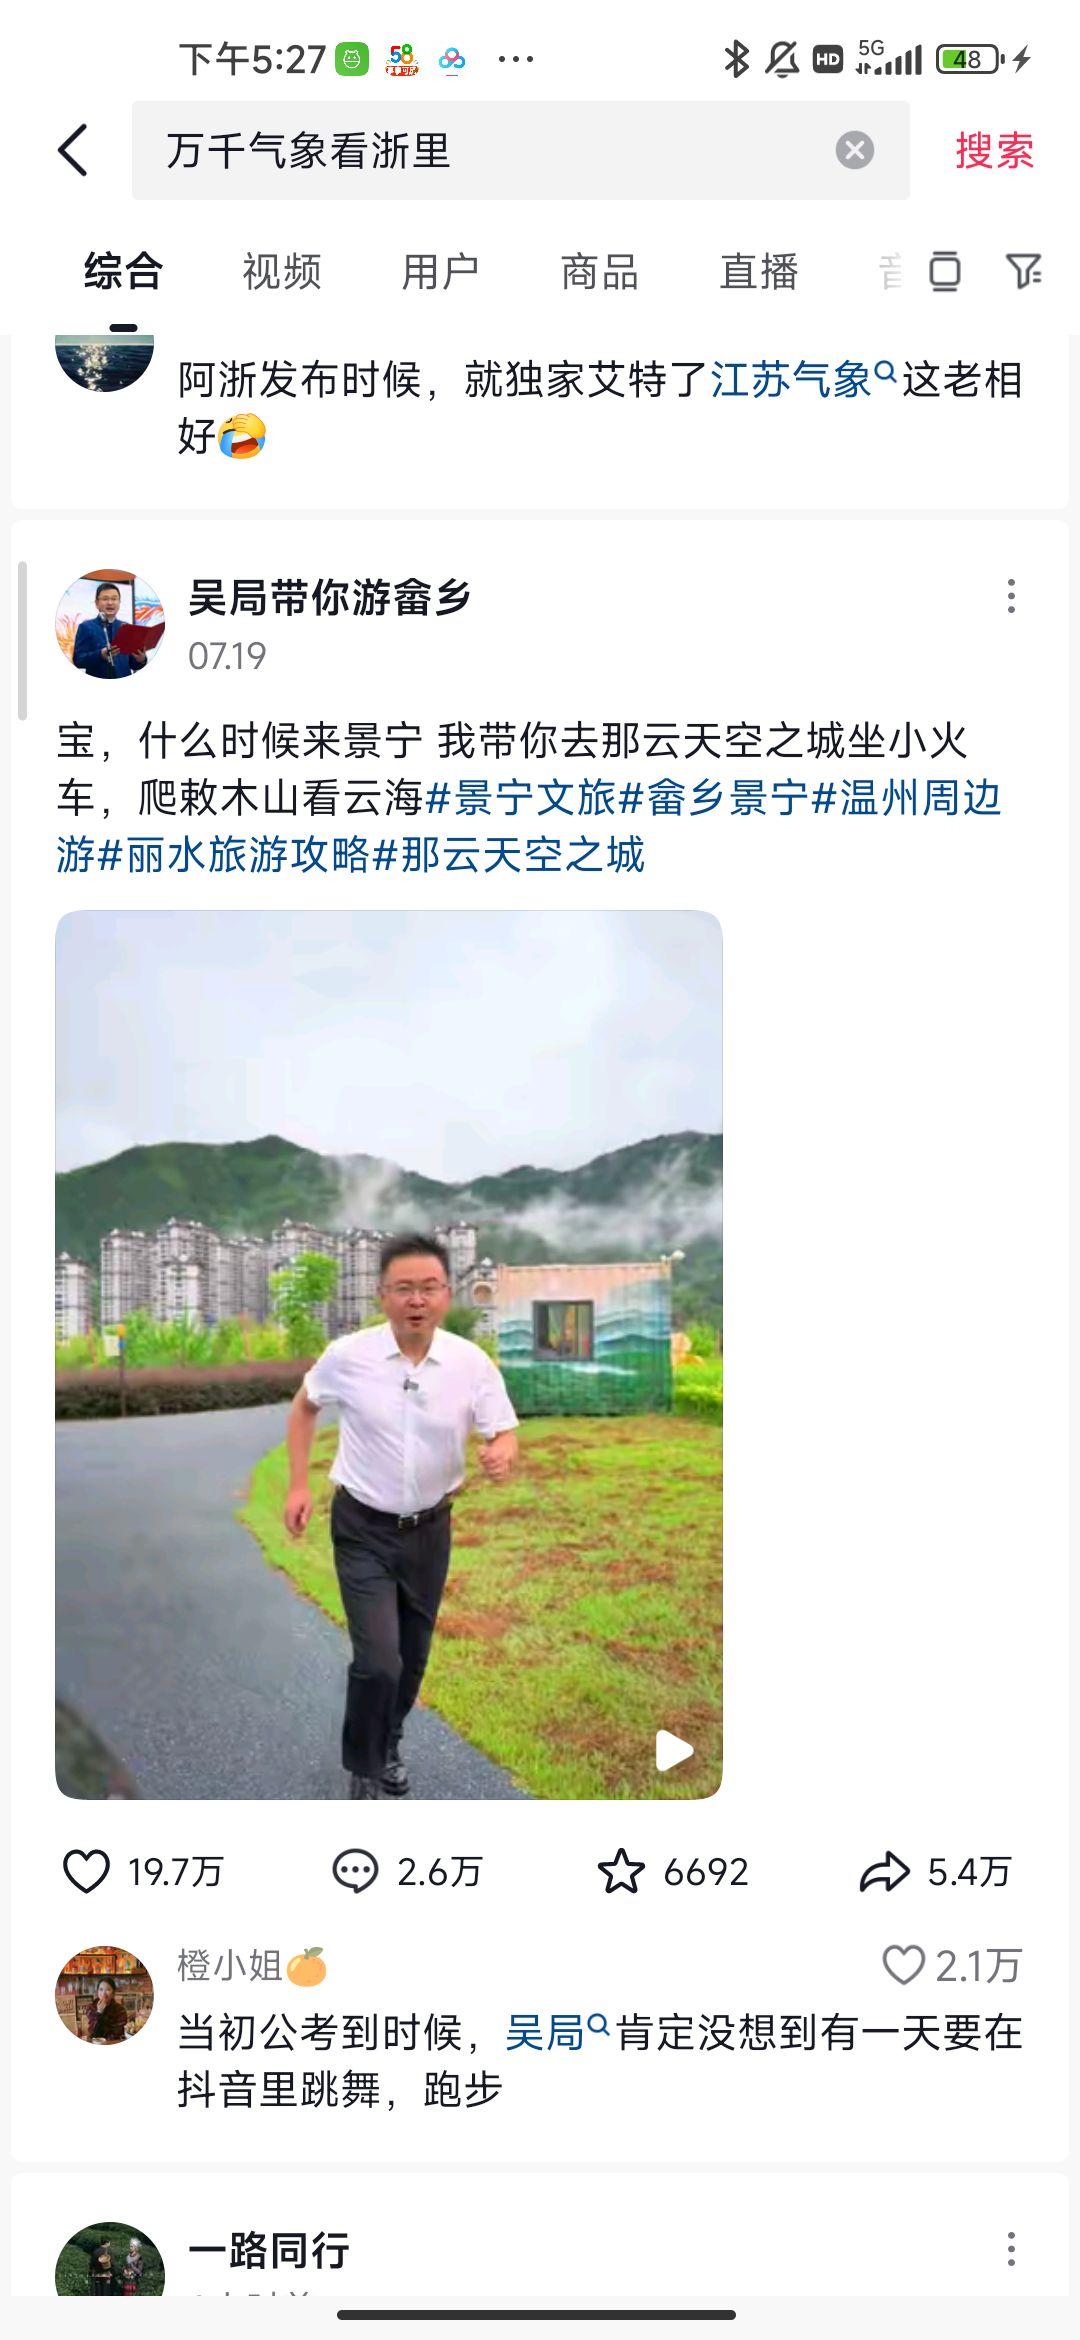 下午5:27
58
HD
5G
48
万千气象看浙里
搜索
综合
视频
用户
商品
直播
阿浙发布时候，就独家艾特了江苏气象这老相
好
吴局带你游畲乡
07.19
宝，什么时候来景宁 我带你去那云天空之城坐小火
车，爬敕木山看云海#景宁文旅#畲乡景宁#温州周边
游#丽水旅游攻略#那云天空之城
19.7万
2.6万
6692
5.4万
橙小姐
2.1万
当初公考到时候，吴局肯定没想到有一天要在
抖音里跳舞，跑步
一路同行